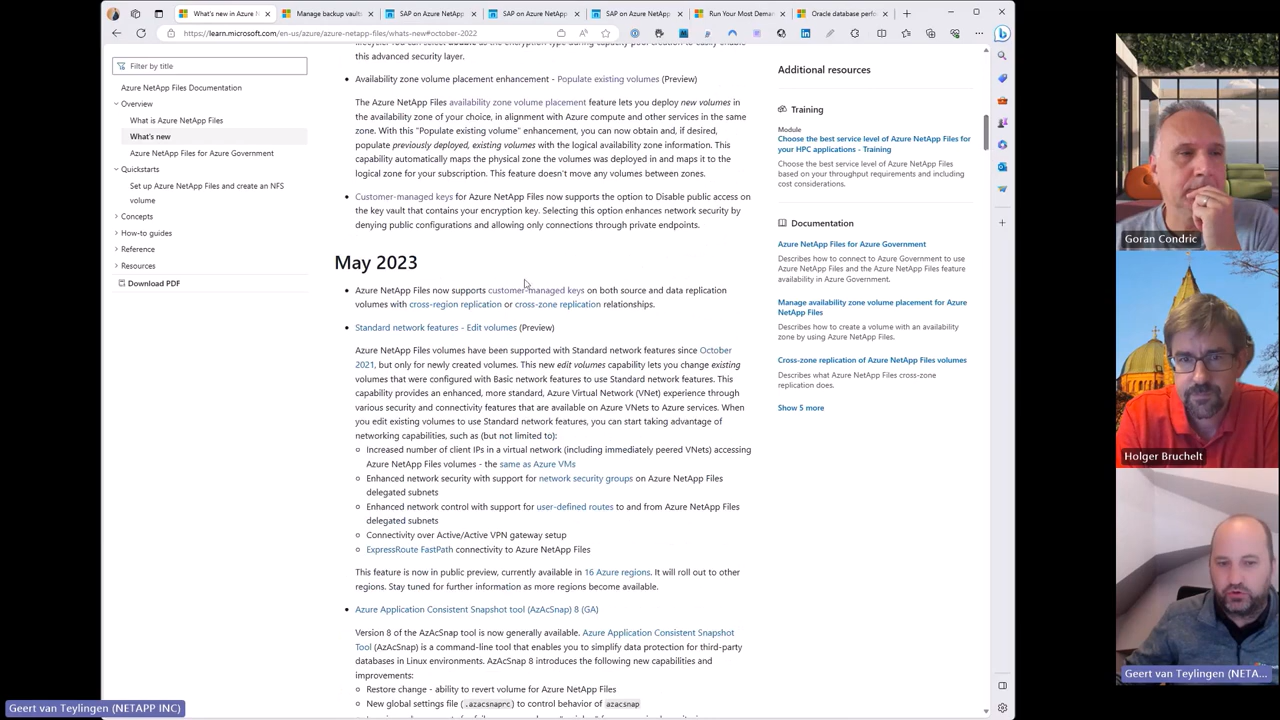 What's new in Azure N
Manage backup vault
SAP on Azure NetApp
SAP on Azure NetApp
SAP on Azure NetApp
Run Your Most Dema
Oracle database perfo
https://learn.microsoft.com/en-us/azure/azure-netapp-files/whats-new#october-2022
Filter by title
Azure NetApp Files Documentation
Overview
What is Azure NetApp Files
What's new
Azure NetApp Files for Azure Government
Quickstarts
Set up Azure NetApp Files and create an NFS
volume
Concepts
How-to guides
Reference
Resources
Download PDF
this advanced security layer.
Availability zone volume placement enhancement - Populate existing volumes (Preview)
The Azure NetApp Files availability zone volume placement feature lets you deploy new volumes in
the availability zone of your choice, in alignment with Azure compute and other services in the same
zone. With this "Populate existing volume" enhancement, you can now obtain and, if desired,
populate previously deployed, existing volumes with the logical availability zone information. This
capability automatically maps the physical zone the volumes was deployed in and maps it to the
logical zone for your subscription. This feature doesn't move any volumes between zones.
Customer-managed keys for Azure NetApp Files now supports the option to Disable public access on
the key vault that contains your encryption key. Selecting this option enhances network security by
denying public configurations and allowing only connections through private endpoints.
May 2023
Azure NetApp Files now supports customer-managed keys on both source and data replication
volumes with cross-region replication or cross-zone replication relationships.
Standard network features - Edit volumes (Preview)
Azure NetApp Files volumes have been supported with Standard network features since October
2021, but only for newly created volumes. This new edit volumes capability lets you change existing
volumes that were configured with Basic network features to use Standard network features. This
capability provides an enhanced, more standard, Azure Virtual Network (VNet) experience through
various security and connectivity features that are available on Azure VNets to Azure services. When
you edit existing volumes to use Standard network features, you can start taking advantage of
networking capabilities, such as (but not limited to):
Increased number of client IPs in a virtual network (including immediately peered VNets) accessing
Azure NetApp Files volumes - the same as Azure VMs
Enhanced network security with support for network security groups on Azure NetApp Files
delegated subnets
Enhanced network control with support for user-defined routes to and from Azure NetApp Files
delegated subnets
Connectivity over Active/Active VPN gateway setup
ExpressRoute FastPath connectivity to Azure NetApp Files
This feature is now in public preview, currently available in 16 Azure regions. It will roll out to other
regions. Stay tuned for further information as more regions become available.
Azure Application Consistent Snapshot tool (AzAcSnap) 8 (GA)
Version 8 of the AzAcSnap tool is now generally available. Azure Application Consistent Snapshot
Tool (AzAcSnap) is a command-line tool that enables you to simplify data protection for third-party
databases in Linux environments. AzAcSnap 8 introduces the following new capabilities and
improvements:
Restore change - ability to revert volume for Azure NetApp Files
New global settings file (.azacsnaprc) to control behavior of azacsnap
Additional resources
Training
Module
Choose the best service level of Azure NetApp Files for
your HPC applications - Training
Choose the best service level of Azure NetApp Files
based on your throughput requirements and including
cost considerations.
Documentation
Azure NetApp Files for Azure Government
Describes how to connect to Azure Government to use
Azure NetApp Files and the Azure NetApp Files feature
availability in Azure Government.
Manage availability zone volume placement for Azure
NetApp Files
Describes how to create a volume with an availability
zone by using Azure NetApp Files.
Cross-zone replication of Azure NetApp Files volumes
Describes what Azure NetApp Files cross-zone
replication does.
Show 5 more
Goran Condric
Holger Bruchelt
Geert van Teylingen (NETA...
Geert van Teylingen (NETAPP INC)